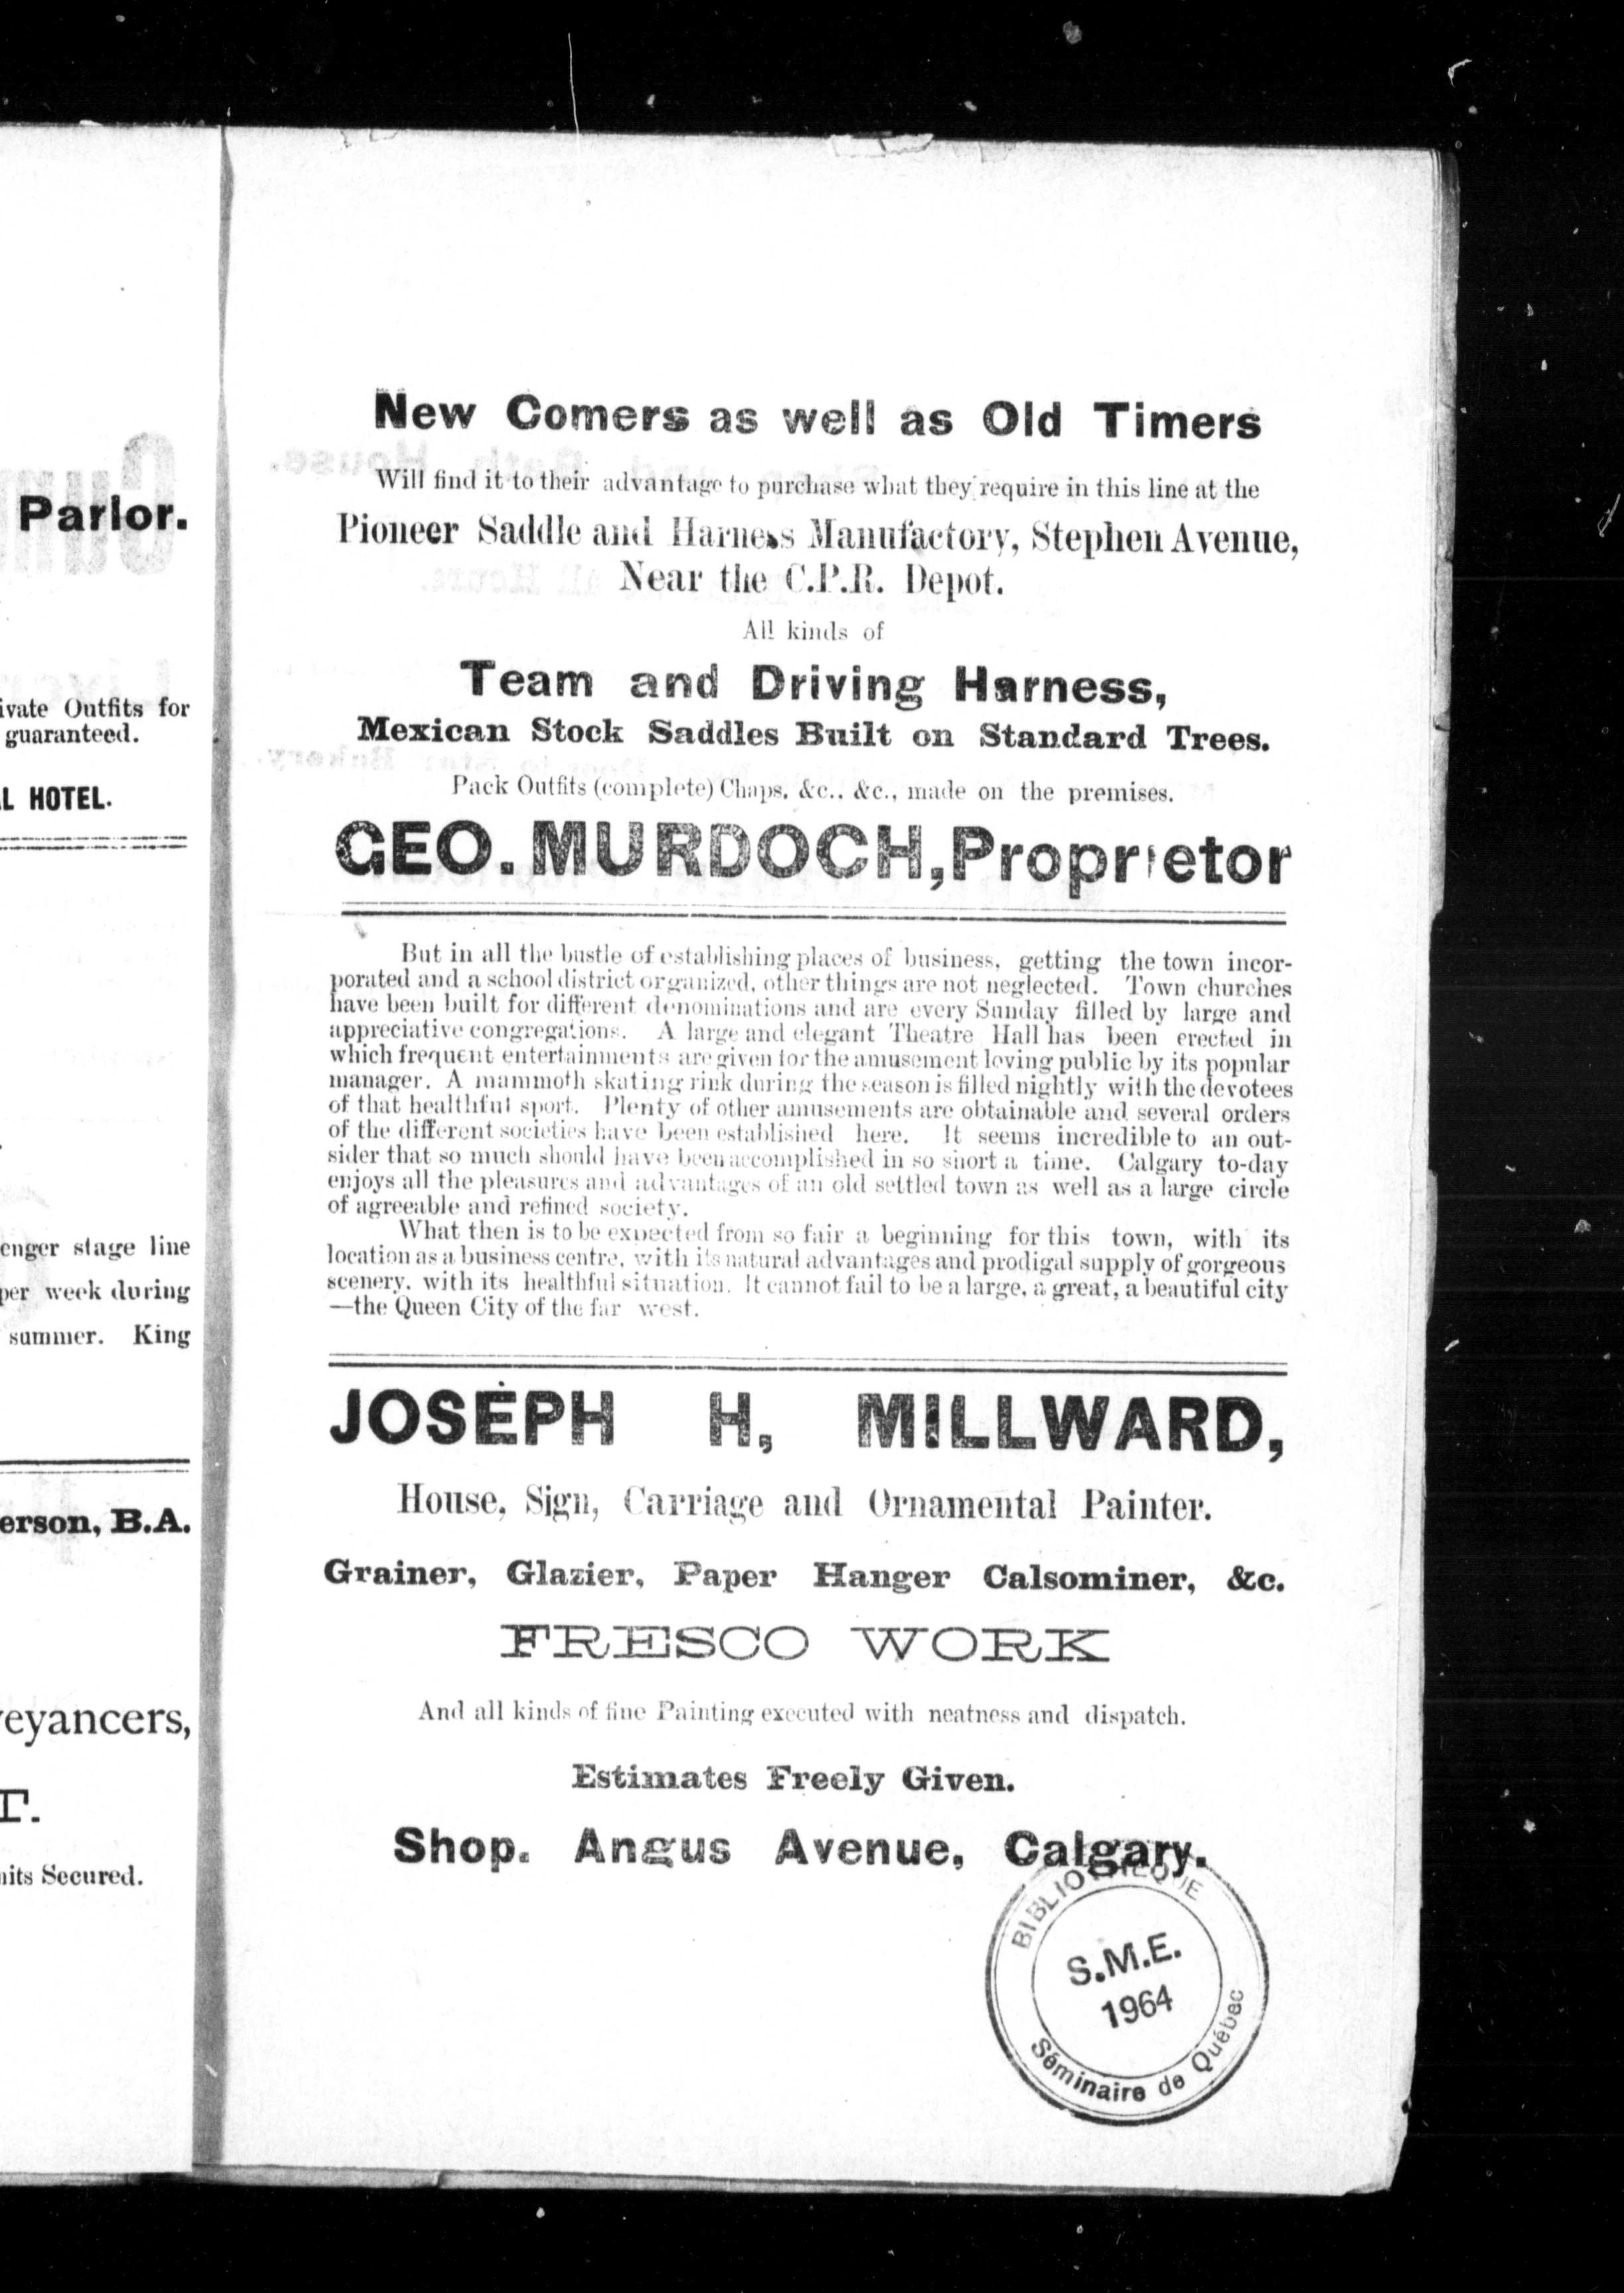 Parlor.
ivate Outfits for
guaranteed.
L HOTEL.
enger stage line
per week during
summer. King
erson, B.A.
eyancers,
T.
nits Secured.
New Comers as well as Old Timers
Will find it to their advantage to purchase what they require in this line at the
Pioneer Saddle and Harness Manufactory, Stephen Avenue,
Near the C.P.R. Depot.
All kinds of
Team and Driving Harness,
Mexican Stock Saddles Built on Standard Trees.
Pack Outfits (complete) Chaps, &c., &c., made on the premises.
GEO. MURDOCH, Proprietor
But in all the bustle of establishing places of business, getting the town incor-
porated and a school district organized, other things are not neglected. Town churches
have been built for different denominations and are every Sunday filled by large and
appreciative congregations. A large and elegant Theatre Hall has been erected in
which frequent entertainments are given for the amusement loving public by its popular
manager. A mammoth skating rink during the season is filled nightly with the devotees
of that healthful sport. Plenty of other amusements are obtainable and several orders
of the different societies have been established here. It seems incredible to an out-
sider that so much should have been accomplished in so short a time. Calgary to-day
enjoys all the pleasures and advantages of an old settled town as well as a large circle
of agreeable and refined society.
What then is to be expected from so fair a beginning for this town, with its
location as a business centre, with its natural advantages and prodigal supply of gorgeous
scenery, with its healthful situation. It cannot fail to be a large, a great, a beautiful city
—the Queen City of the far west.
JOSEPH H, MILLWARD,
House, Sign, Carriage and Ornamental Painter.
Grainer, Glazier, Paper Hanger Calsominer, &c.
FRESCO WORK
And all kinds of fine Painting executed with neatness and dispatch.
Estimates Freely Given.
Shop. Angus Avenue, Calgary.
BIBLIOTHEQUE
S.M.E.
1964
Séminaire de Québec